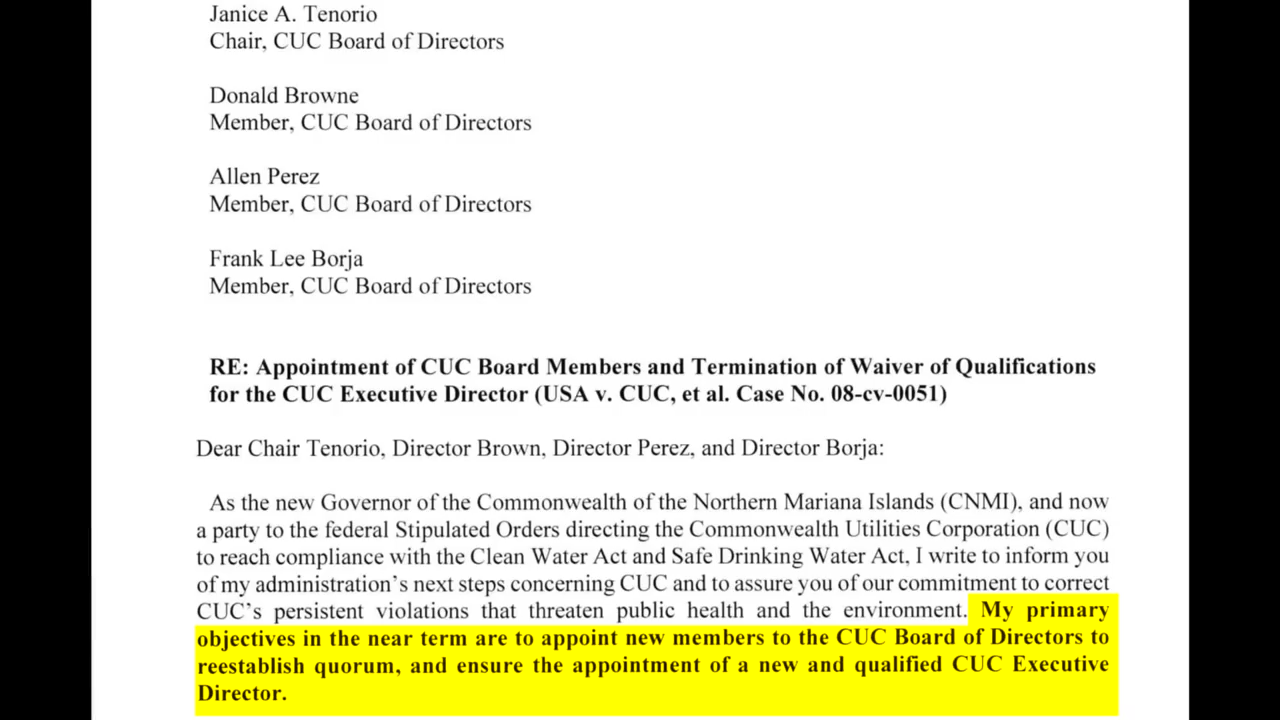 Janice A. Tenorio
Chair, CUC Board of Directors
Donald Browne
Member, CUC Board of Directors
Allen Perez
Member, CUC Board of Directors
Frank Lee Borja
Member, CUC Board of Directors
RE: Appointment of CUC Board Members and Termination of Waiver of Qualifications
for the CUC Executive Director (USA v. CUC, et al. Case No. 08-cv-0051)
Dear Chair Tenorio, Director Brown, Director Perez, and Director Borja:
As the new Governor of the Commonwealth of the Northern Mariana Islands (CNMI), and now
a party to the federal Stipulated Orders directing the Commonwealth Utilities Corporation (CUC)
to reach compliance with the Clean Water Act and Safe Drinking Water Act, I write to inform you
of my administration's next steps concerning CUC and to assure you of our commitment to correct
CUC's persistent violations that threaten public health and the environment. My primary
objectives in the near term are to appoint new members to the CUC Board of Directors to
reestablish quorum, and ensure the appointment of a new and qualified CUC Executive
Director.